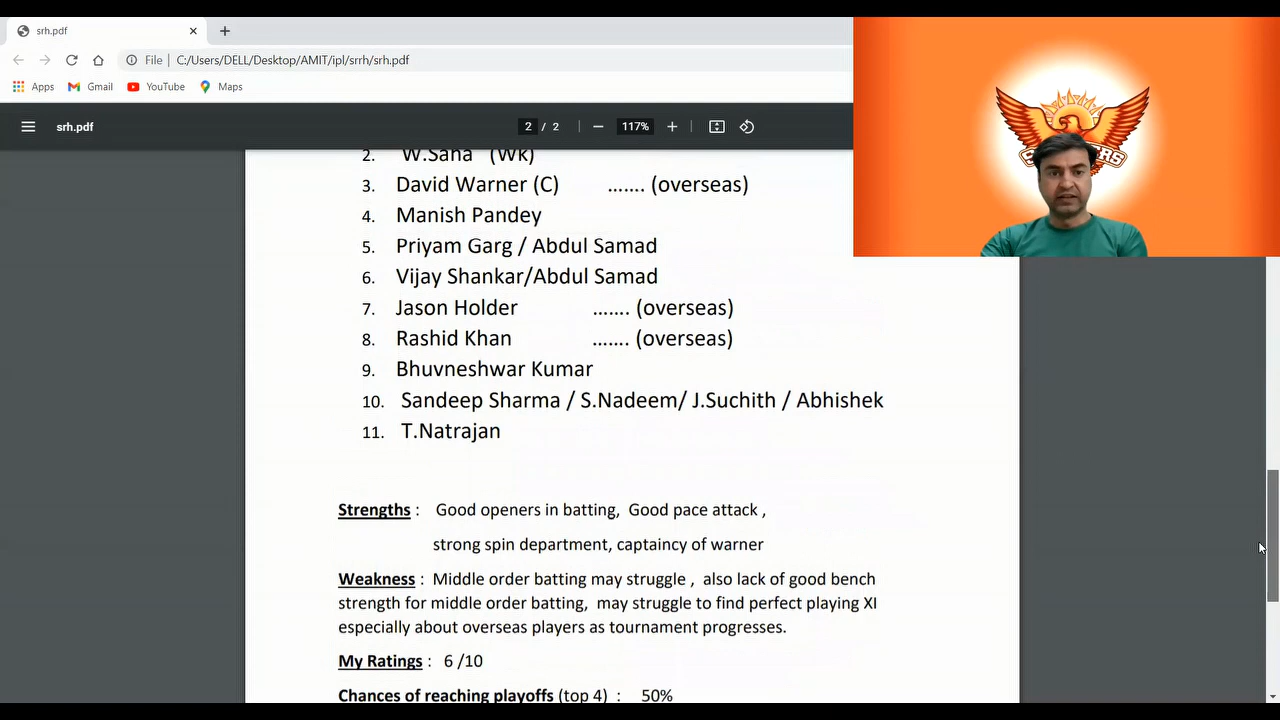 srh.pdf
File | C:/Users/DELL/Desktop/AMIT/ipl/srrh/srh.pdf
Apps Gmail YouTube Maps
srh.pdf 2 / 2 117%
2. W.Saha (Wk)
3. David Warner (C) ....... (overseas)
4. Manish Pandey
5. Priyam Garg / Abdul Samad
6. Vijay Shankar/Abdul Samad
7. Jason Holder ....... (overseas)
8. Rashid Khan ....... (overseas)
9. Bhuvneshwar Kumar
10. Sandeep Sharma / S.Nadeem/ J.Suchith / Abhishek
11. T.Natrajan
Strengths : Good openers in batting, Good pace attack ,
strong spin department, captaincy of warner
Weakness : Middle order batting may struggle , also lack of good bench
strength for middle order batting, may struggle to find perfect playing XI
especially about overseas players as tournament progresses.
My Ratings : 6 /10
Chances of reaching playoffs (top 4) : 50%